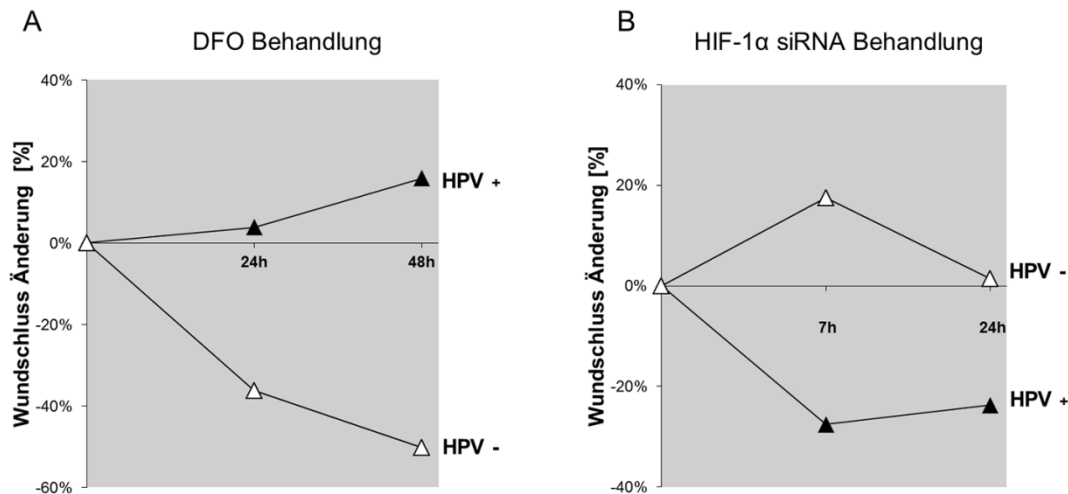 A
DFO Behandlung
Wundschluss Änderung [%]
40%
20%
0%
-20%
-40%
-60%
24h
48h
HPV +
HPV -
B
HIF-1α siRNA Behandlung
Wundschluss Änderung [%]
40%
20%
0%
-20%
-40%
7h
24h
HPV -
HPV +